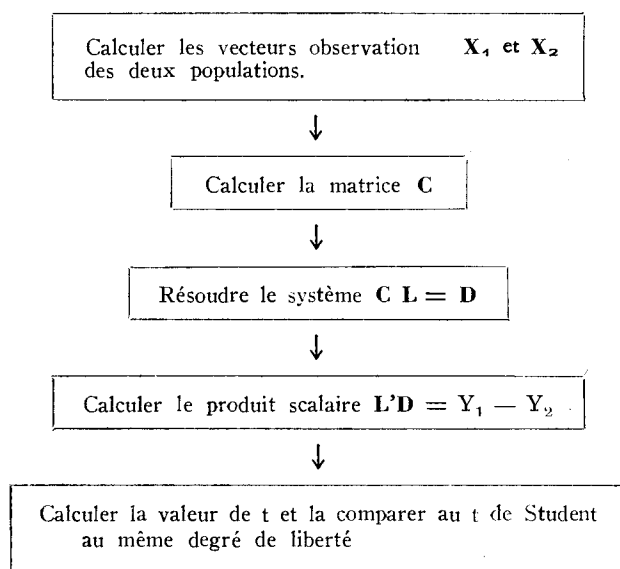 Calculer les vecteurs observation X₁ et X₂
des deux populations.
↓
Calculer la matrice C
↓
Résoudre le système C L = D
↓
Calculer le produit scalaire L'D = Y₁ — Y₂
↓
Calculer la valeur de t et la comparer au t de Student
au même degré de liberté